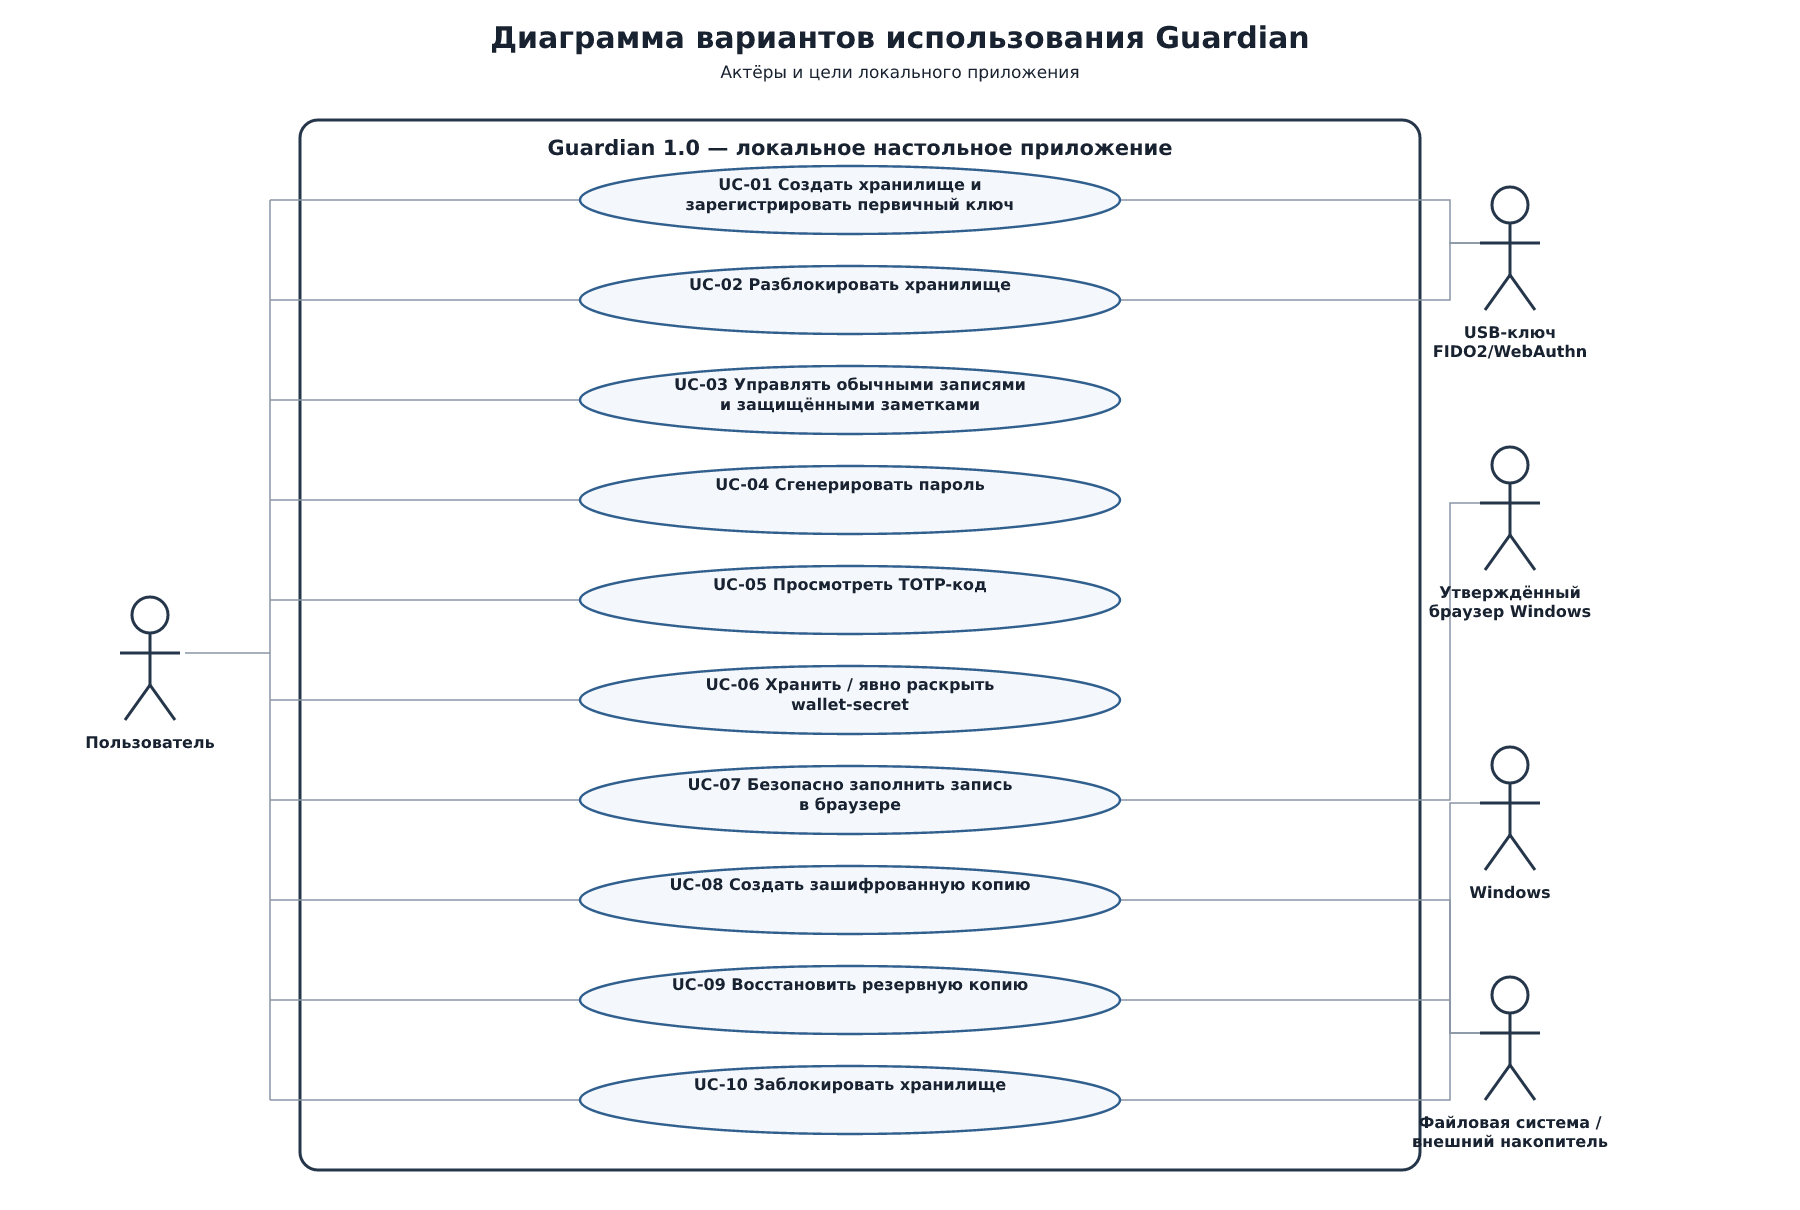 Диаграмма вариантов использования Guardian
Актёры и цели локального приложения
Guardian 1.0 — локальное настольное приложение
UC-01 Создать хранилище и
зарегистрировать первичный ключ
UC-02 Разблокировать хранилище
USB-ключ
FIDO2/WebAuthn
UC-03 Управлять обычными записями
и защищёнными заметками
UC-04 Сгенерировать пароль
UC-05 Просмотреть TOTP-код
Утверждённый
браузер Windows
UC-06 Хранить / явно раскрыть
wallet-secret
Пользователь
UC-07 Безопасно заполнить запись
в браузере
UC-08 Создать зашифрованную копию
Windows
UC-09 Восстановить резервную копию
UC-10 Заблокировать хранилище
Файловая система /
внешний накопитель